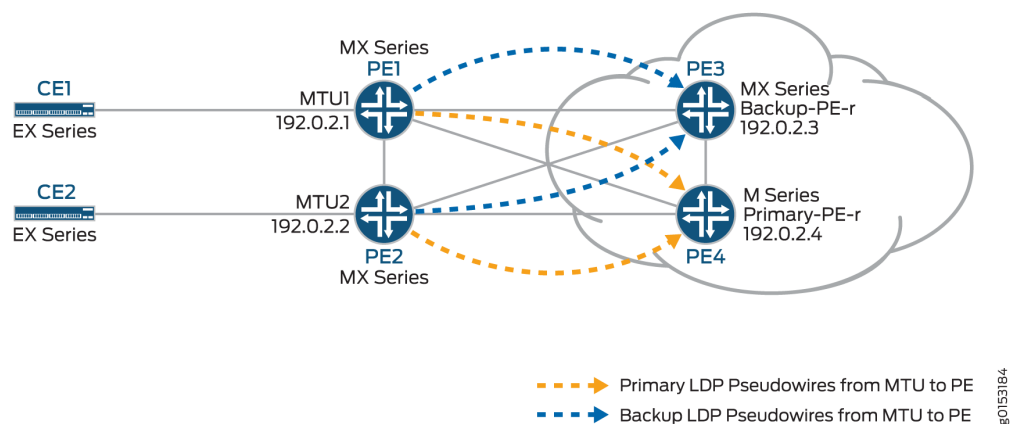 MX Series
PE1
CE1
EX Series
MTU1
192.0.2.1
PE3
MX Series
Backup-PE-r
192.0.2.3
CE2
EX Series
MTU2
192.0.2.2
PE2
MX Series
M Series
Primary-PE-r
192.0.2.4
PE4
Primary LDP Pseudowires from MTU to PE
Backup LDP Pseudowires from MTU to PE
g0153184